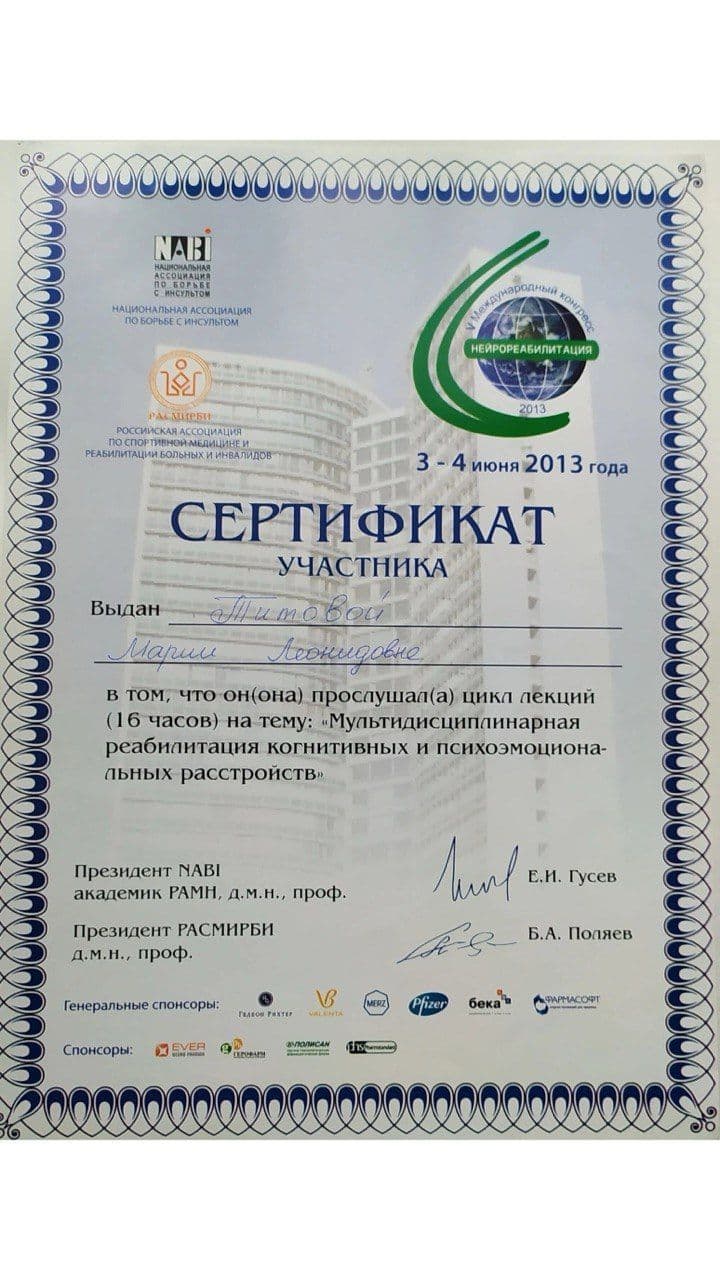 NABI
НАЦИОНАЛЬНАЯ
АССОЦИАЦИЯ
ПО БОРЬБЕ
С ИНСУЛЬТОМ
НАЦИОНАЛЬНАЯ АССОЦИАЦИЯ
ПО БОРЬБЕ С ИНСУЛЬТОМ
РАСМИРБИ
РОССИЙСКАЯ АССОЦИАЦИЯ
ПО СПОРТИВНОЙ МЕДИЦИНЕ И
РЕАБИЛИТАЦИИ БОЛЬНЫХ И ИНВАЛИДОВ
V Международный конгресс
НЕЙРОРЕАБИЛИТАЦИЯ
2013
3 - 4 июня 2013 года
СЕРТИФИКАТ
УЧАСТНИКА
Выдан Титовой
Марии Леонидовне
в том, что он(она) прослушал(а) цикл лекций
(16 часов) на тему: «Мультидисциплинарная
реабилитация когнитивных и психоэмоциона-
льных расстройств»
Президент NABI
академик РАМН, д.м.н., проф.
Е.И. Гусев
Президент РАСМИРБИ
д.м.н., проф.
Б.А. Поляев
Генеральные спонсоры: Гедеон Рихтер VALENTA MERZ Pfizer бека ФАРМАСОФТ
Спонсоры: EVER NEURO PHARMA ГЕРОФАРМ ПОЛИСАН